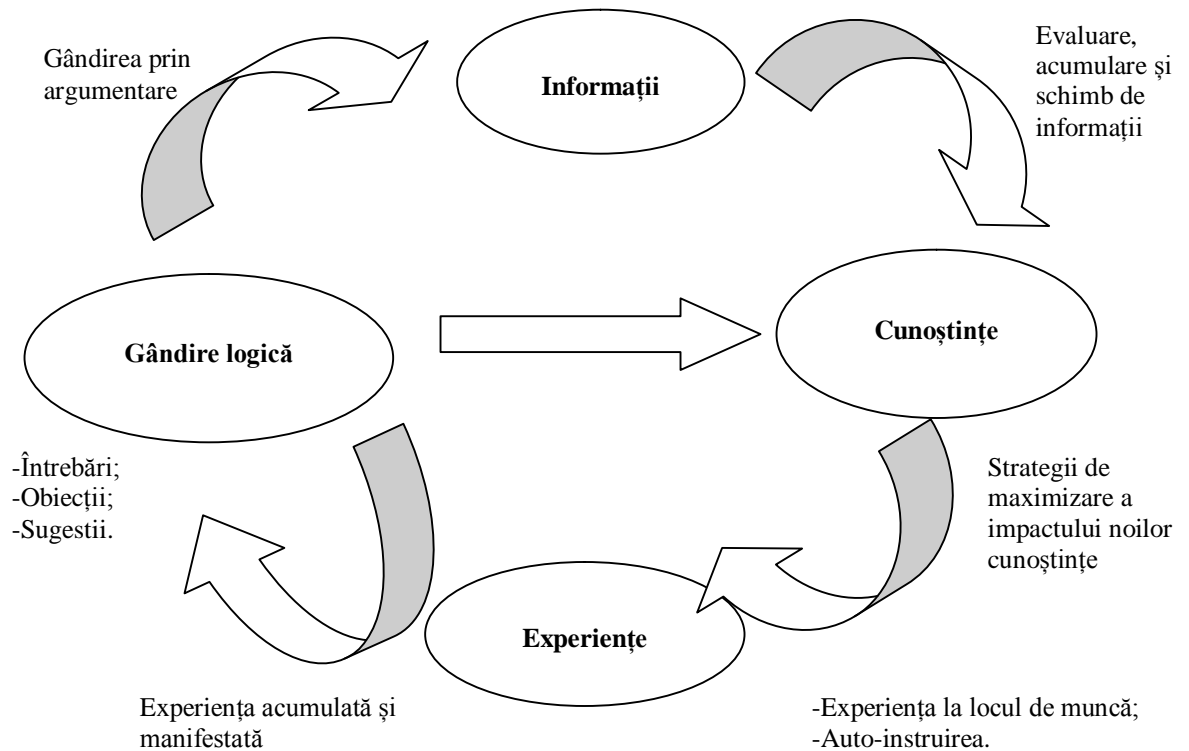 Gândirea prin
argumentare
Informații
Evaluare,
acumulare și
schimb de
informații
Gândire logică
Cunoștințe
-Întrebări;
-Obiecții;
-Sugestii.
Strategii de
maximizare a
impactului noilor
cunoștințe
Experiențe
Experiența acumulată și
manifestată
-Experiența la locul de muncă;
-Auto-instruirea.